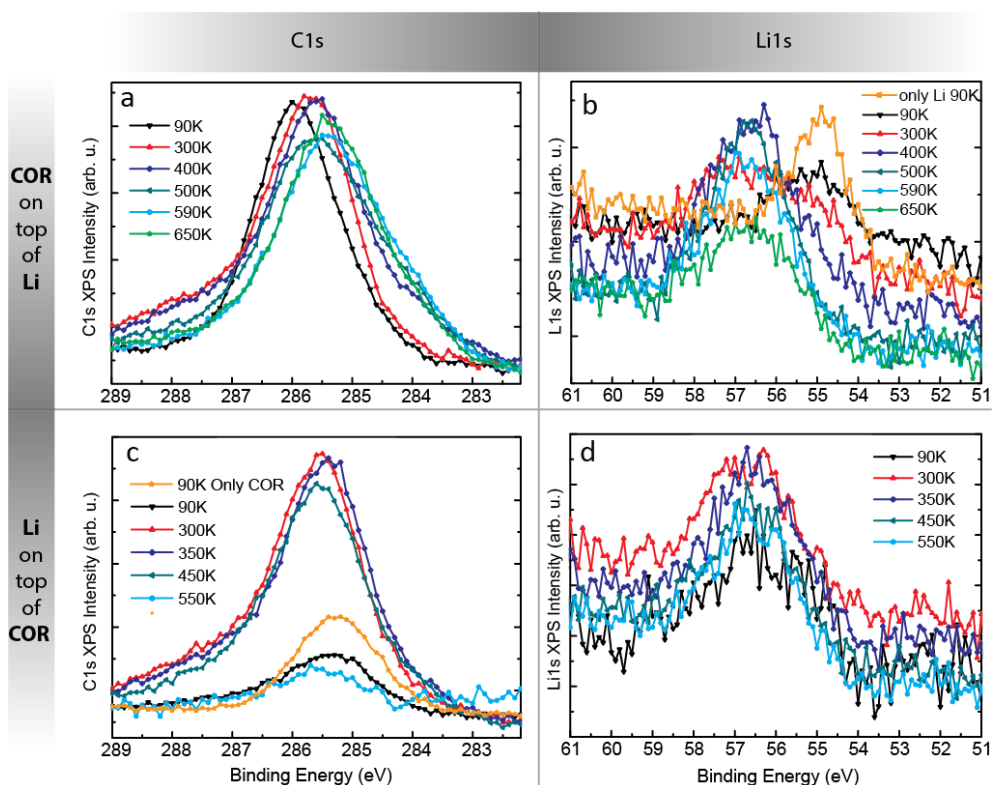 C1s
Li1s
COR
on
top
of
Li
a
90K
300K
400K
500K
590K
650K
C1s XPS Intensity (arb. u.)
289 288 287 286 285 284 283
b
only Li 90K
90K
300K
400K
500K
590K
650K
L1s XPS Intensity (arb. u.)
61 60 59 58 57 56 55 54 53 52 51
Li
on
top
of
COR
c
90K Only COR
90K
300K
350K
450K
550K
C1s XPS Intensity (arb. u.)
289 288 287 286 285 284 283
Binding Energy (eV)
d
90K
300K
350K
450K
550K
Li1s XPS Intensity (arb. u.)
61 60 59 58 57 56 55 54 53 52 51
Binding Energy (eV)